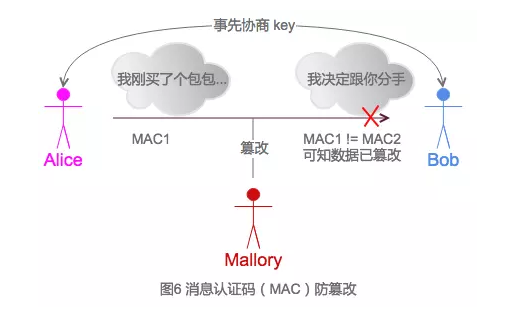 事先协商 key
我刚买了个包包...
我决定跟你分手
MAC1
篡改
MAC1 != MAC2
可知数据已篡改
Alice
Bob
Mallory
图6 消息认证码（MAC）防篡改